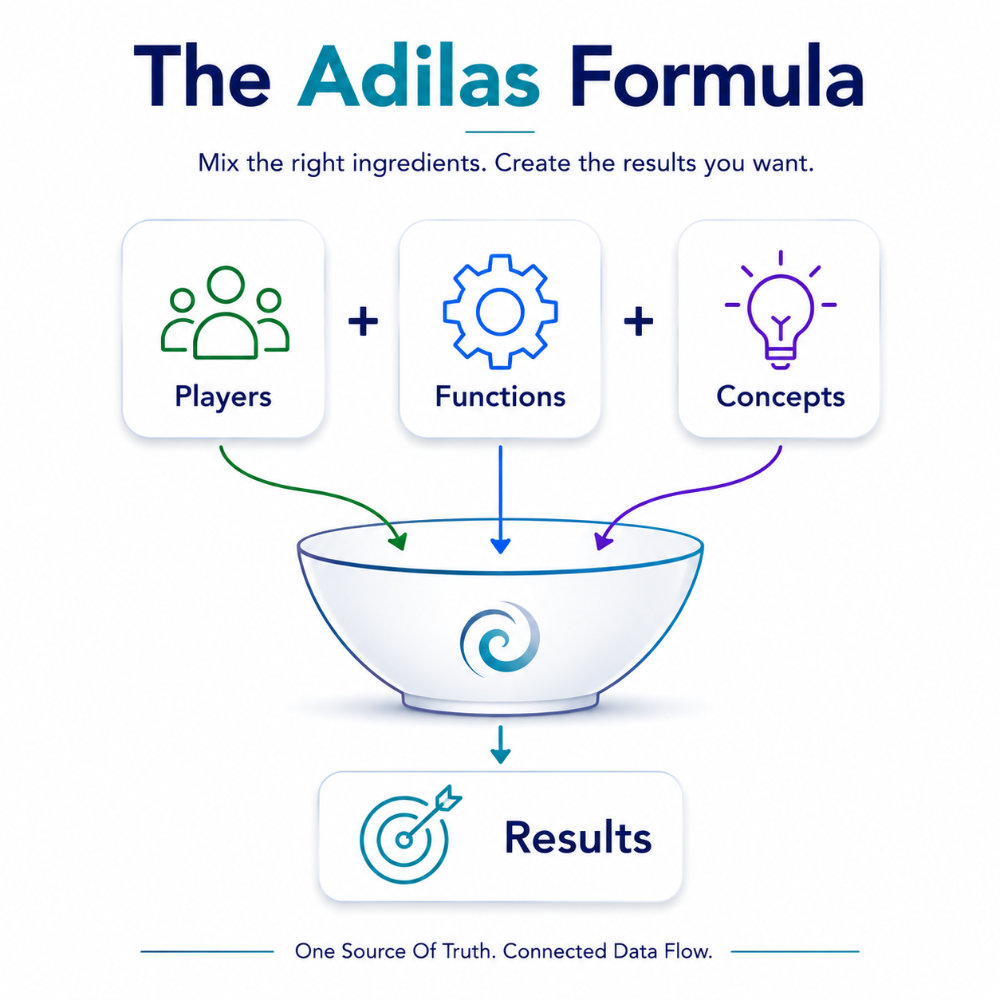 The Adilas Formula
Mix the right ingredients. Create the results you want.
Players + Functions + Concepts
Results
One Source Of Truth. Connected Data Flow.